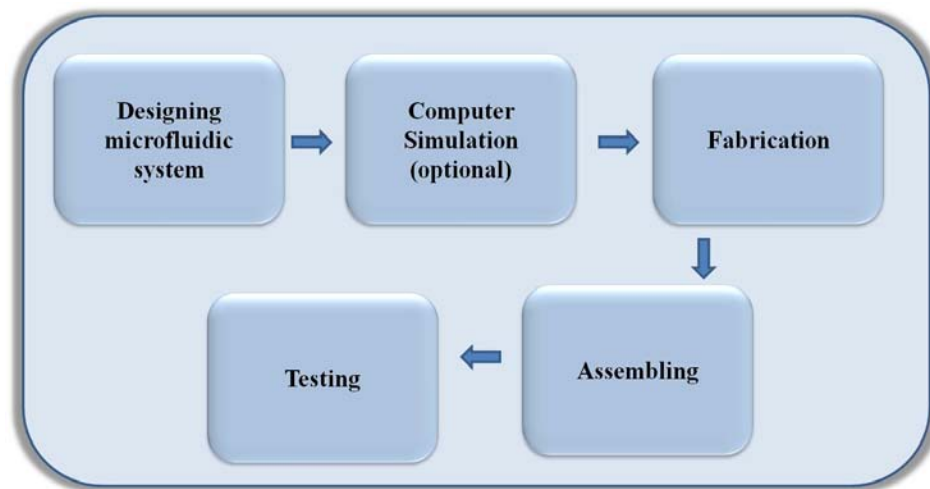 Designing
microfluidic
system
Computer
Simulation
(optional)
Fabrication
Assembling
Testing